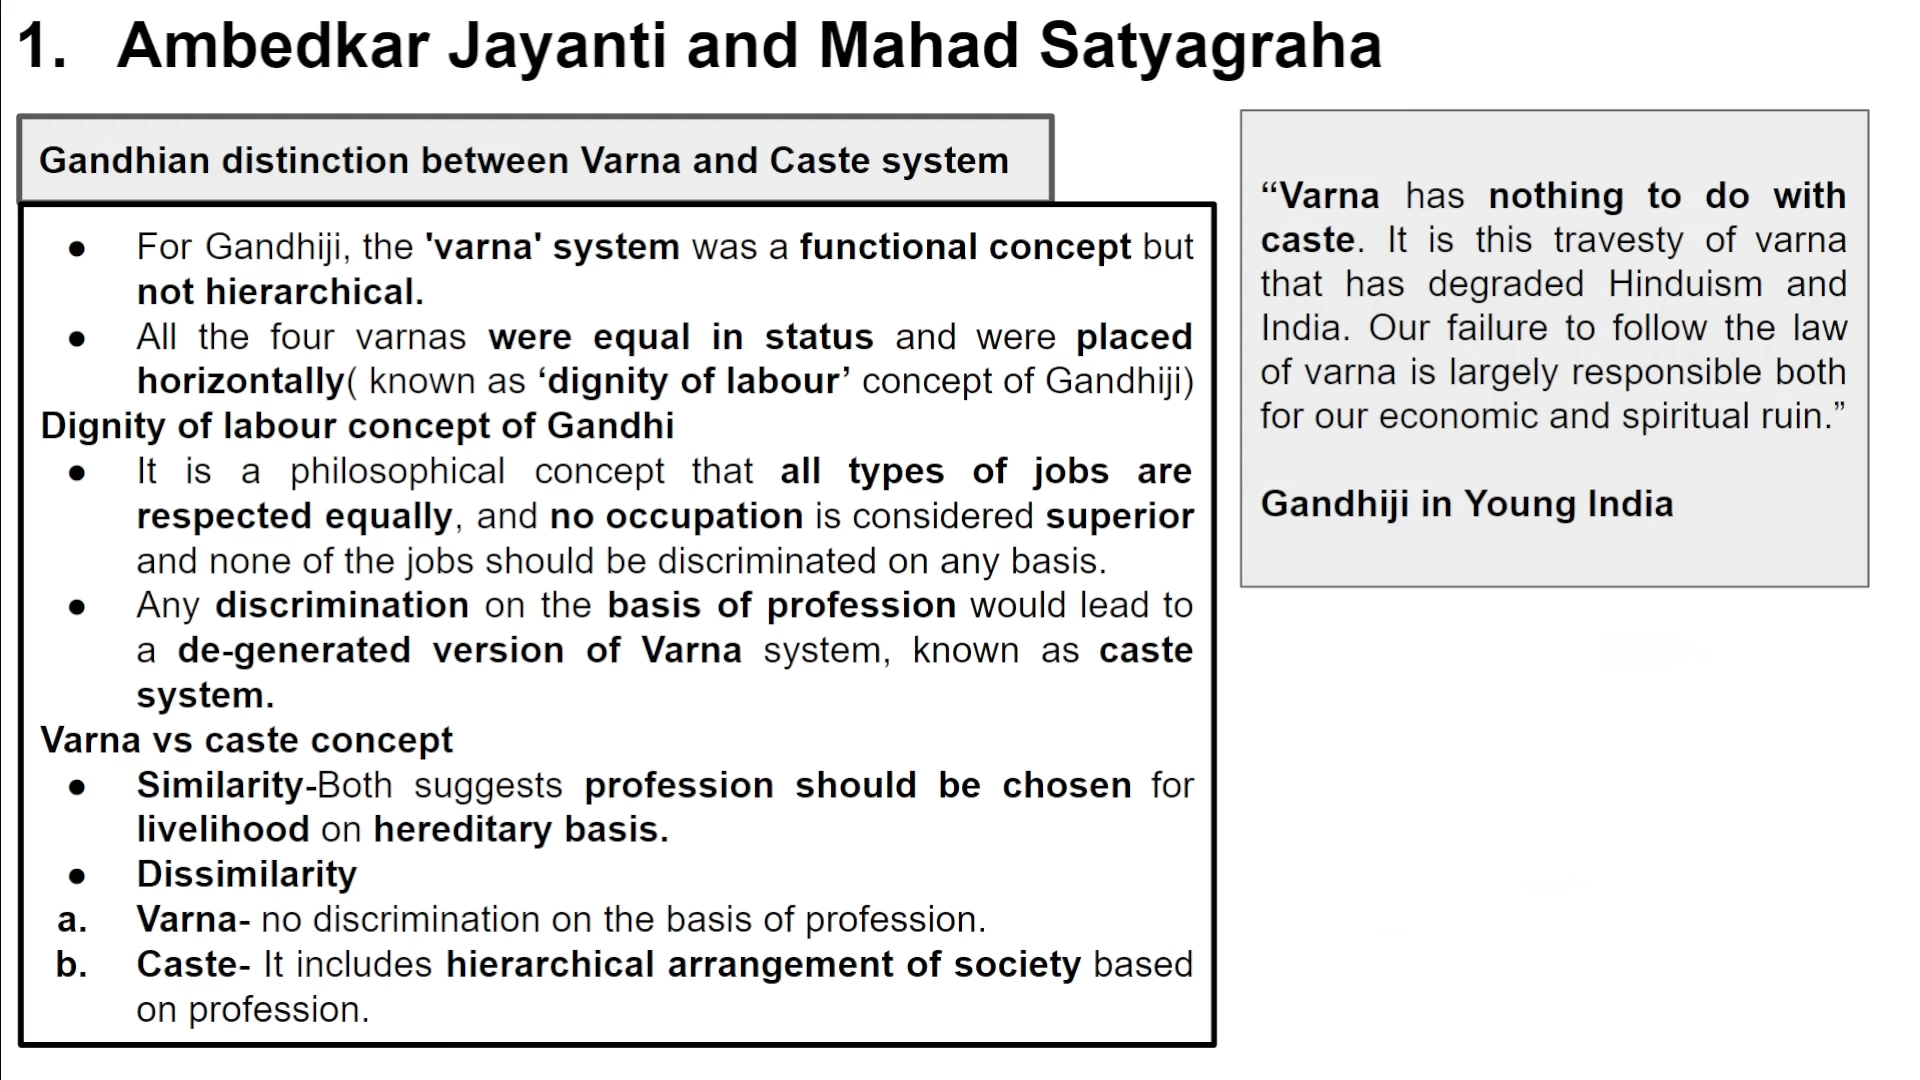 1. Ambedkar Jayanti and Mahad Satyagraha
Gandhian distinction between Varna and Caste system
● For Gandhiji, the 'varna' system was a functional concept but
not hierarchical.
● All the four varnas were equal in status and were placed
horizontally( known as ‘dignity of labour’ concept of Gandhiji)
Dignity of labour concept of Gandhi
● It is a philosophical concept that all types of jobs are
respected equally, and no occupation is considered superior
and none of the jobs should be discriminated on any basis.
● Any discrimination on the basis of profession would lead to
a de-generated version of Varna system, known as caste
system.
Varna vs caste concept
● Similarity-Both suggests profession should be chosen for
livelihood on hereditary basis.
● Dissimilarity
a. Varna- no discrimination on the basis of profession.
b. Caste- It includes hierarchical arrangement of society based
on profession.
“Varna has nothing to do with
caste. It is this travesty of varna
that has degraded Hinduism and
India. Our failure to follow the law
of varna is largely responsible both
for our economic and spiritual ruin.”
Gandhiji in Young India